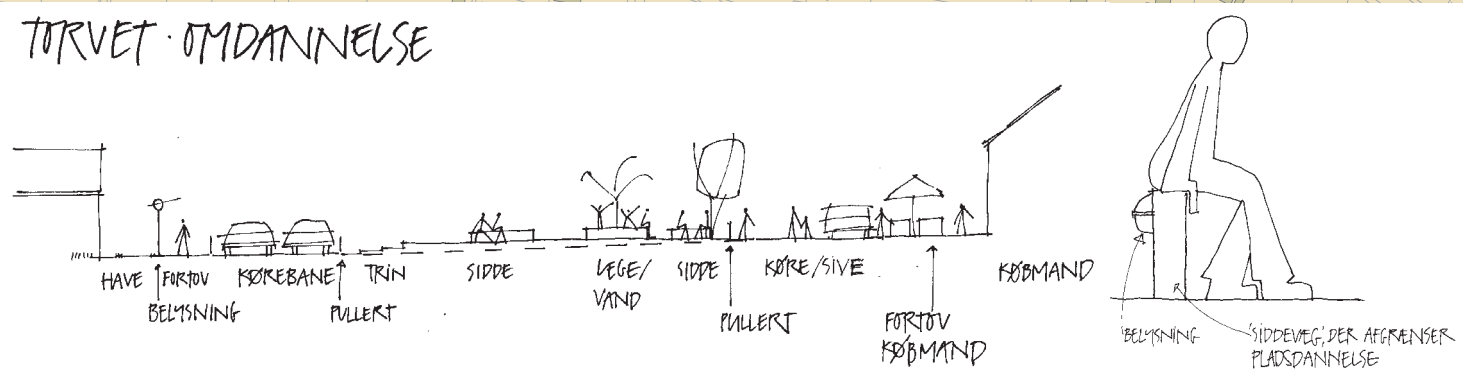 TORVET · OMDANNELSE
HAVE
FORTOV
BELYSNING
KØREBANE
PULLERT
TRIN
SIDDE
LEGE/
VAND
SIDDE
PULLERT
KØRE/SIVE
FORTOV
KØBMAND
KØBMAND
BELYSNING
'SIDDEVÆG', DER AFGRÆNSER
PLADSDANNELSE